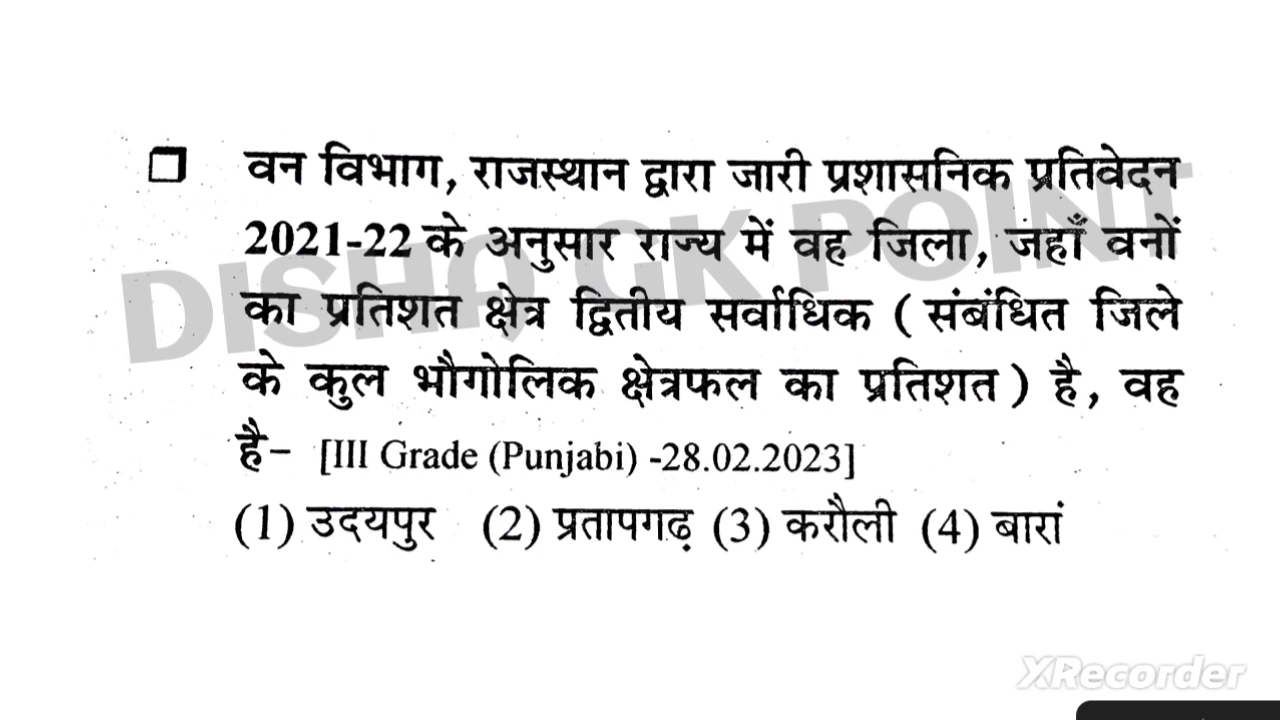 ❑ वन विभाग, राजस्थान द्वारा जारी प्रशासनिक प्रतिवेदन
2021-22 के अनुसार राज्य में वह जिला, जहाँ वनों
का प्रतिशत क्षेत्र द्वितीय सर्वाधिक ( संबंधित जिले
के कुल भौगोलिक क्षेत्रफल का प्रतिशत ) है, वह
है– [III Grade (Punjabi) -28.02.2023]
(1) उदयपुर (2) प्रतापगढ़ (3) करौली (4) बारां
DISHA GK POINT
XRecorder